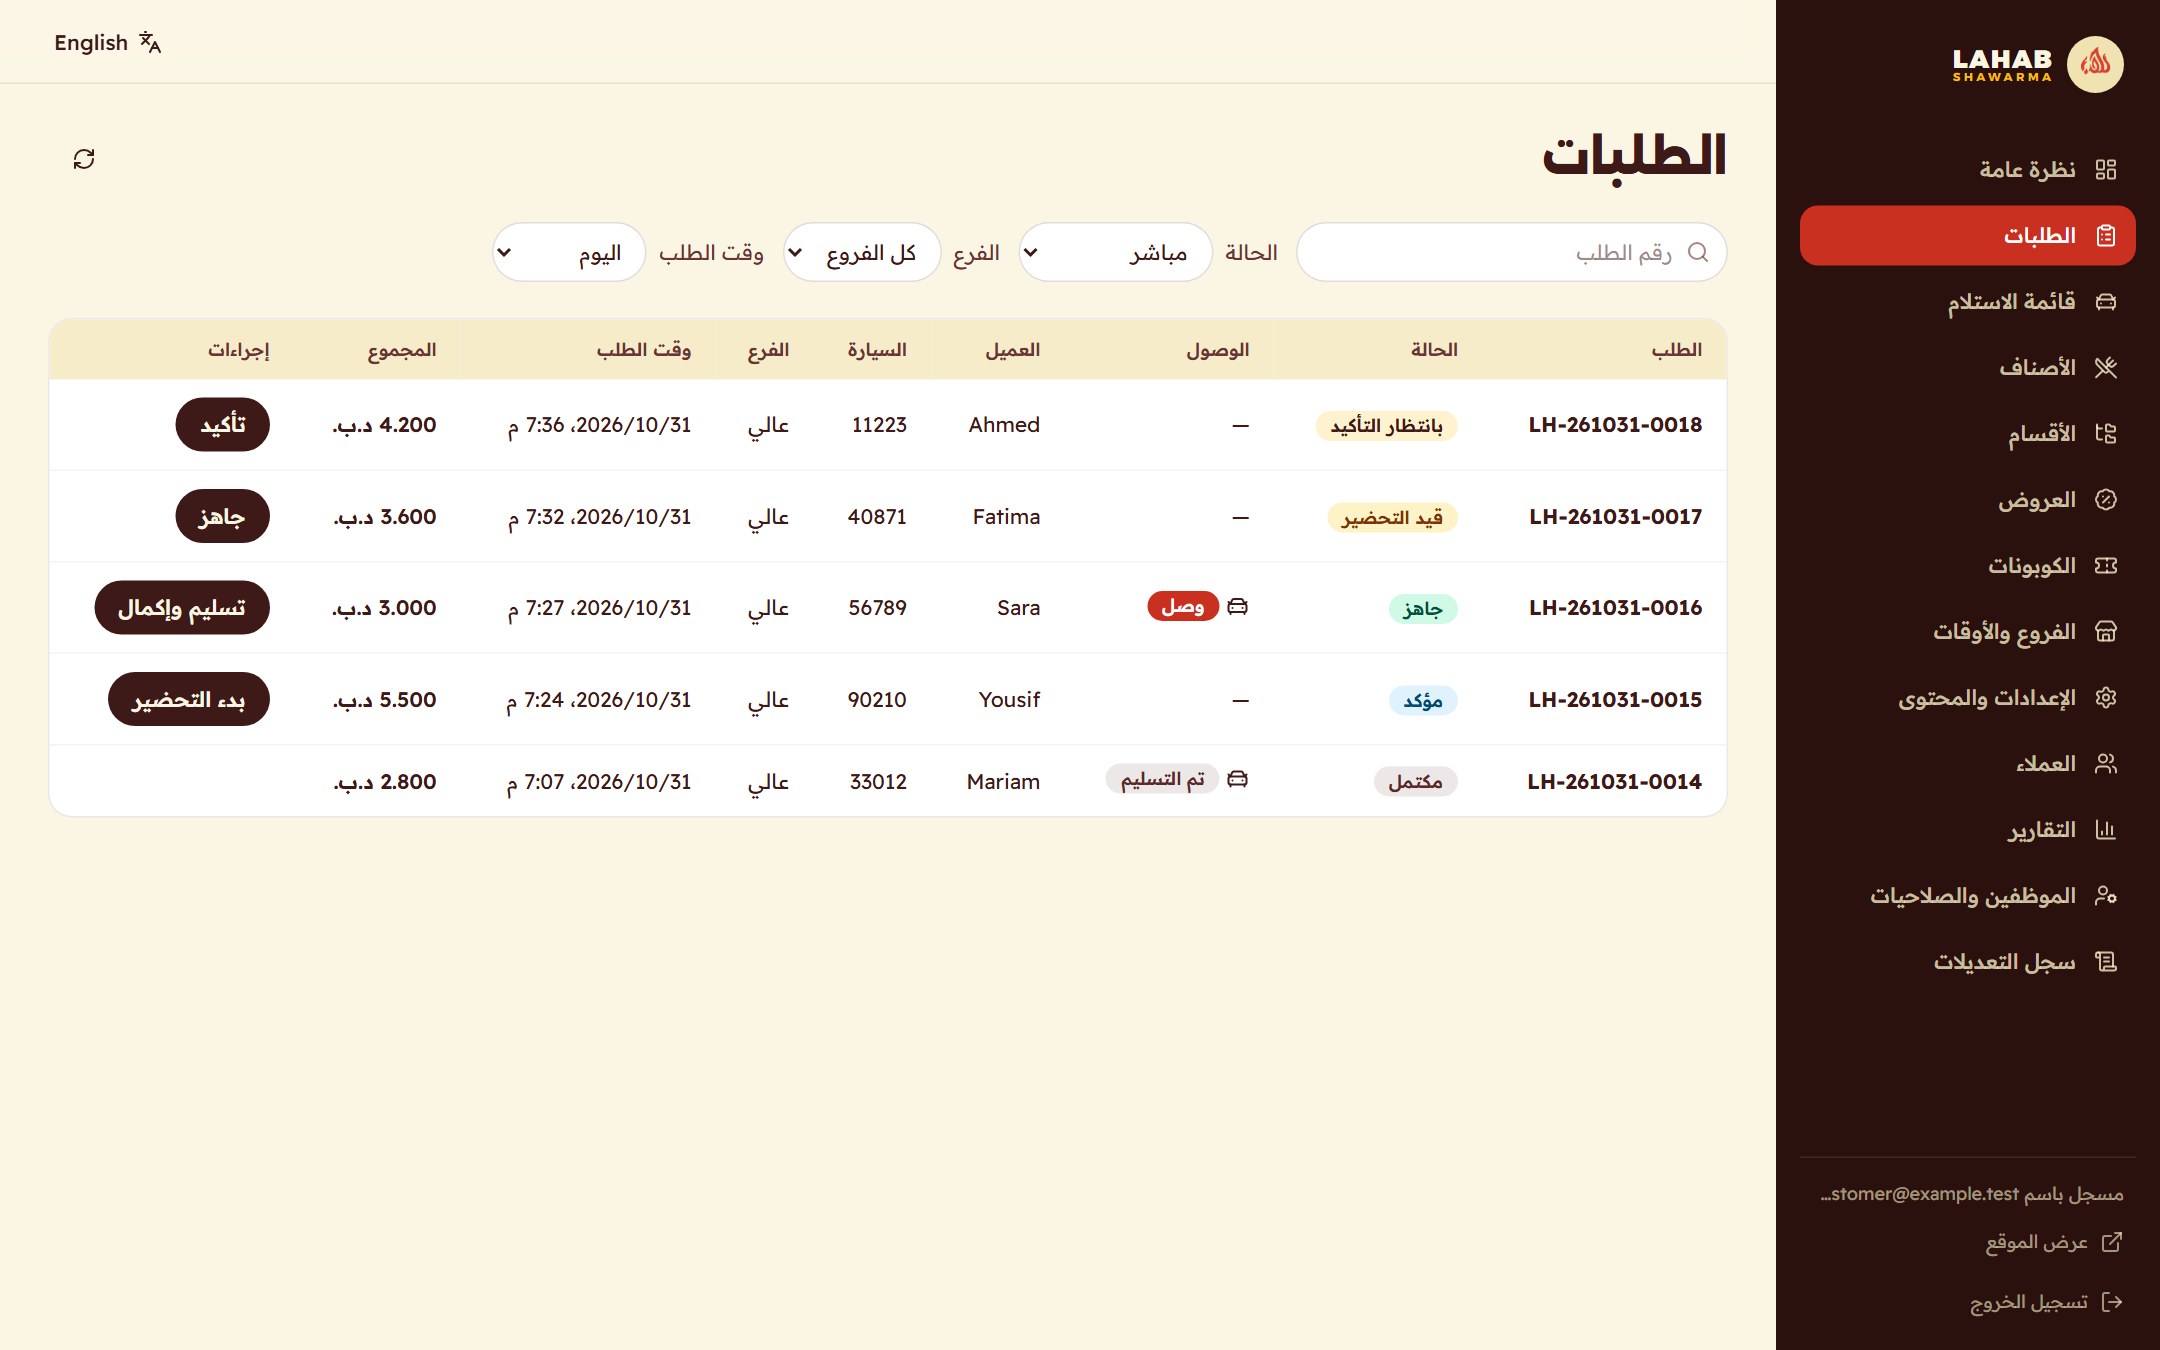 LAHAB
SHAWARMA
نظرة عامة
الطلبات
قائمة الاستلام
الأصناف
الأقسام
العروض
الكوبونات
الفروع والأوقات
الإعدادات والمحتوى
العملاء
التقارير
الموظفين والصلاحيات
سجل التعديلات
مسجل باسم stomer@example.test…
عرض الموقع
تسجيل الخروج
English
الطلبات
رقم الطلب الحالة مباشر الفرع كل الفروع وقت الطلب اليوم
الطلب الحالة الوصول العميل السيارة الفرع وقت الطلب المجموع إجراءات
LH-261031-0018 بانتظار التأكيد — Ahmed 11223 عالي 2026/10/31، 7:36 م 4.200 د.ب. تأكيد
LH-261031-0017 قيد التحضير — Fatima 40871 عالي 2026/10/31، 7:32 م 3.600 د.ب. جاهز
LH-261031-0016 جاهز وصل Sara 56789 عالي 2026/10/31، 7:27 م 3.000 د.ب. تسليم وإكمال
LH-261031-0015 مؤكد — Yousif 90210 عالي 2026/10/31، 7:24 م 5.500 د.ب. بدء التحضير
LH-261031-0014 مكتمل تم التسليم Mariam 33012 عالي 2026/10/31، 7:07 م 2.800 د.ب.